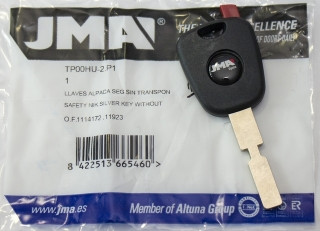 JMA
TP00HU-2.P1
1
LLAVES ALPACA SEG SIN TRANSPON
SAFETY NIK SILVER KEY WITHOUT
O.F.1114172 .11923
JMA
8 422513 665460 >
www.jma.es
Member of Altuna Group